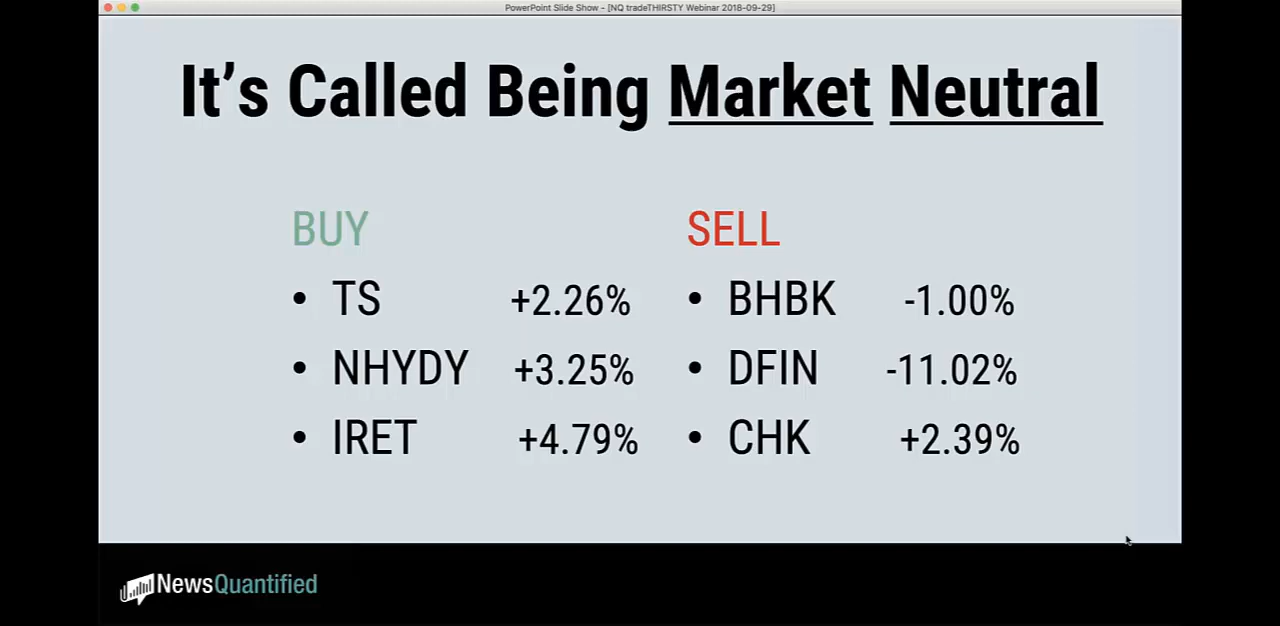 PowerPoint Slide Show - [NQ tradeTHIRSTY Webinar 2018-09-29]
It's Called Being Market Neutral
BUY
• TS +2.26%
• NHYDY +3.25%
• IRET +4.79%
SELL
• BHBK -1.00%
• DFIN -11.02%
• CHK +2.39%
NewsQuantified